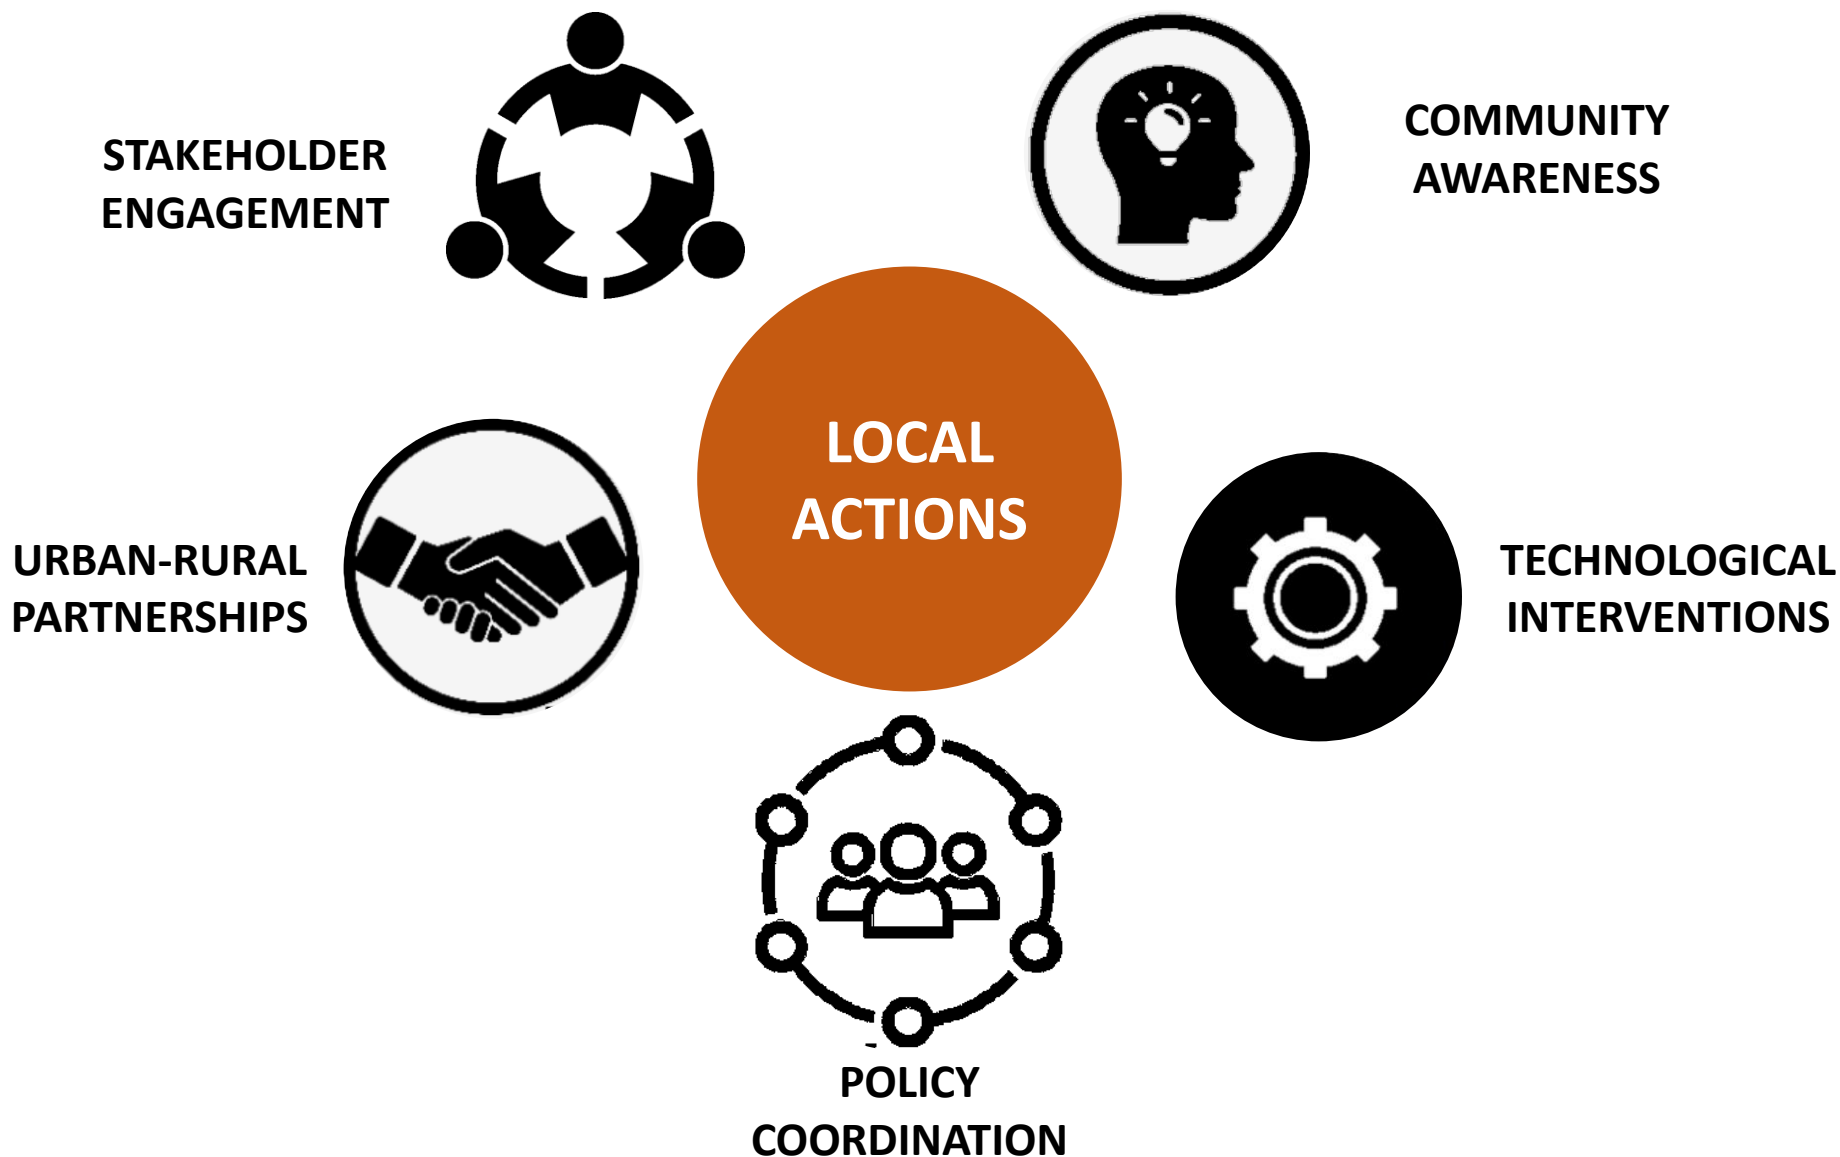 STAKEHOLDER
ENGAGEMENT
COMMUNITY
AWARENESS
LOCAL
ACTIONS
URBAN-RURAL
PARTNERSHIPS
TECHNOLOGICAL
INTERVENTIONS
POLICY
COORDINATION